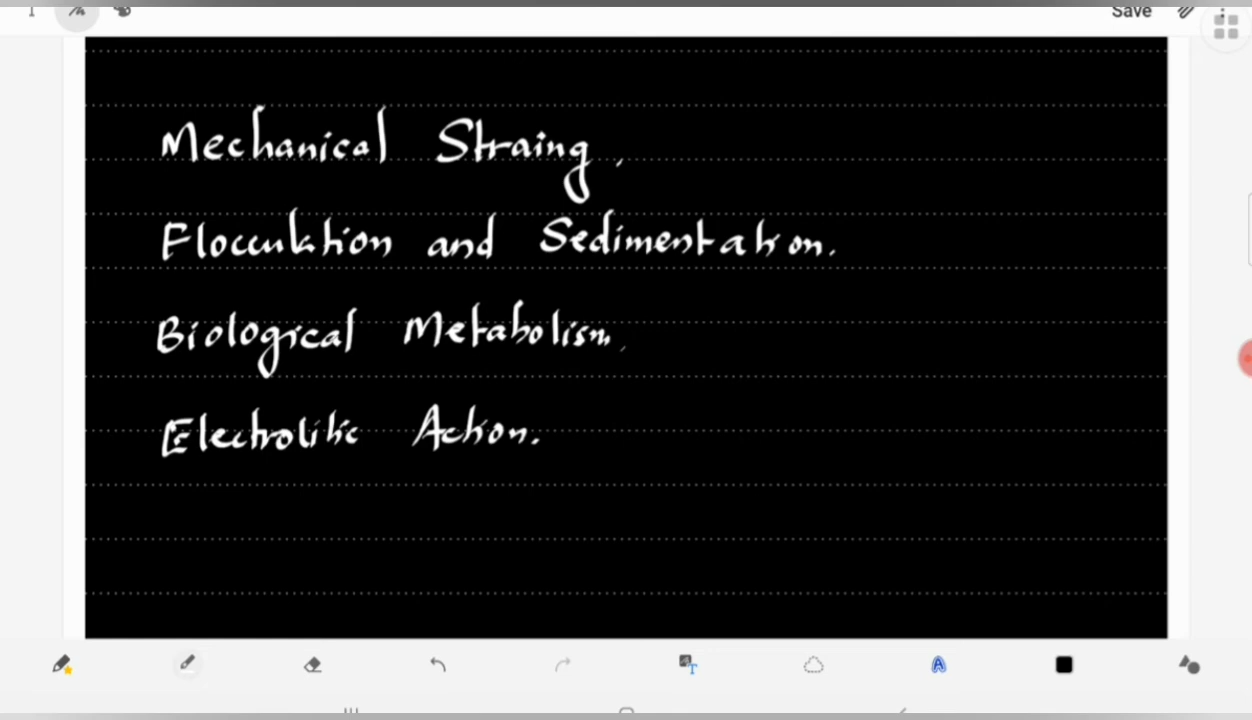 Save
Mechanical Straing.
Flocculation and Sedimentation.
Biological Metabolism.
Electrolitic Action.